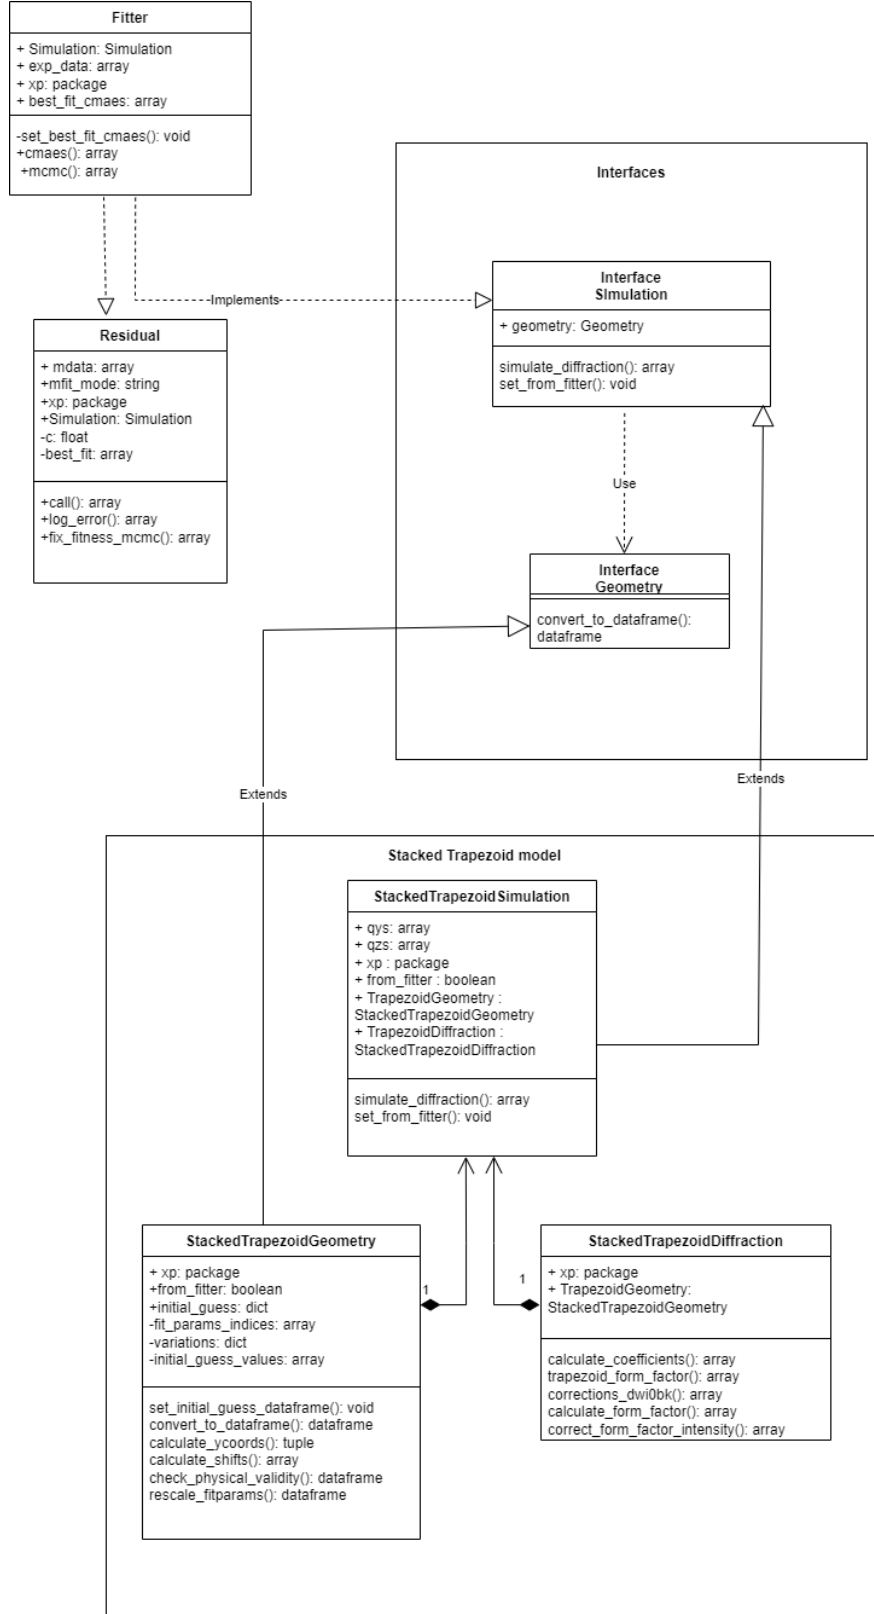 Fitter
+ Simulation: Simulation
+ exp_data: array
+ xp: package
+ best_fit_cmaes: array
-set_best_fit_cmaes(): void
+cmaes(): array
+mcmc(): array
Interfaces
Interface
SImulation
+ geometry: Geometry
simulate_diffraction(): array
set_from_fitter(): void
Implements
Residual
+ mdata: array
+mfit_mode: string
+xp: package
+Simulation: Simulation
-c: float
-best_fit: array
+call(): array
+log_error(): array
+fix_fitness_mcmc(): array
Use
Interface
Geometry
convert_to_dataframe():
dataframe
Extends
Extends
Stacked Trapezoid model
StackedTrapezoidSimulation
+ qys: array
+ qzs: array
+ xp : package
+ from_fitter : boolean
+ TrapezoidGeometry :
StackedTrapezoidGeometry
+ TrapezoidDiffraction :
StackedTrapezoidDiffraction
simulate_diffraction(): array
set_from_fitter(): void
StackedTrapezoidGeometry
+ xp: package
+from_fitter: boolean
+initial_guess: dict
-fit_params_indices: array
-variations: dict
-initial_guess_values: array
set_initial_guess_dataframe(): void
convert_to_dataframe(): dataframe
calculate_ycoords(): tuple
calculate_shifts(): array
check_physical_validity(): dataframe
rescale_fitparams(): dataframe
1
1
StackedTrapezoidDiffraction
+ xp: package
+ TrapezoidGeometry:
StackedTrapezoidGeometry
calculate_coefficients(): array
trapezoid_form_factor(): array
corrections_dwi0bk(): array
calculate_form_factor(): array
correct_form_factor_intensity(): array